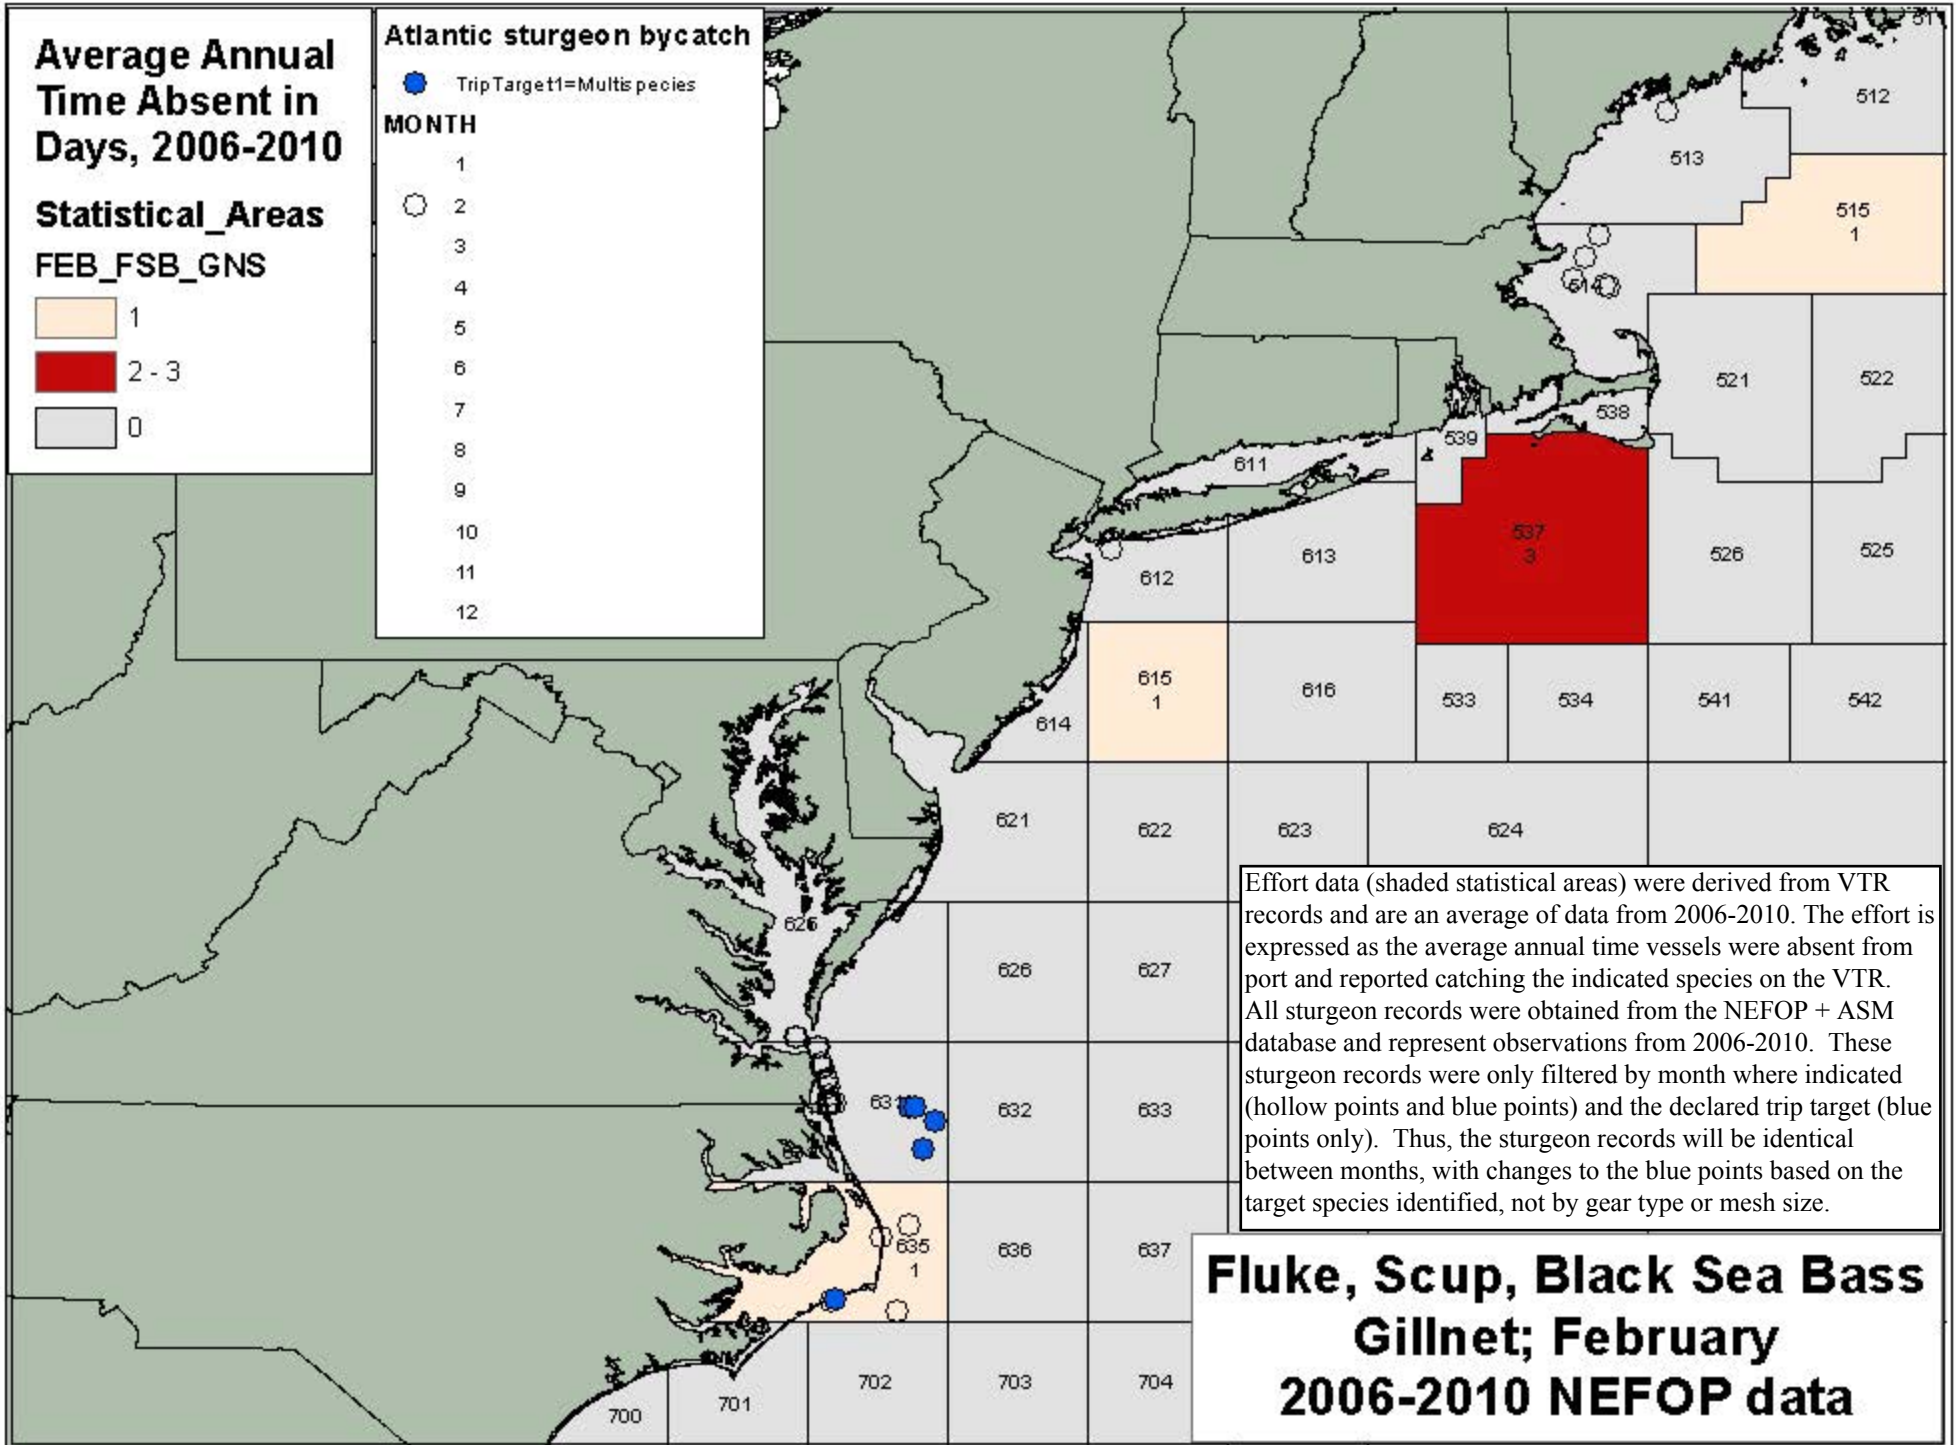 Average Annual
Time Absent in
Days, 2006-2010
Statistical_Areas
FEB_FSB_GNS
1
2 - 3
0
Atlantic sturgeon bycatch
TripTarget1=Multispecies
MONTH
1
2
3
4
5
6
7
8
9
10
11
12
511
512
513
515
1
514
521
522
538
539
611
537
3
526
525
613
612
615
1
616
533
534
541
542
614
621
622
623
624
625
626
627
631
632
633
635
1
636
637
700
701
702
703
704
Effort data (shaded statistical areas) were derived from VTR
records and are an average of data from 2006-2010. The effort is
expressed as the average annual time vessels were absent from
port and reported catching the indicated species on the VTR.
All sturgeon records were obtained from the NEFOP + ASM
database and represent observations from 2006-2010.  These
sturgeon records were only filtered by month where indicated
(hollow points and blue points) and the declared trip target (blue
points only).  Thus, the sturgeon records will be identical
between months, with changes to the blue points based on the
target species identified, not by gear type or mesh size.
Fluke, Scup, Black Sea Bass
Gillnet; February
2006-2010 NEFOP data